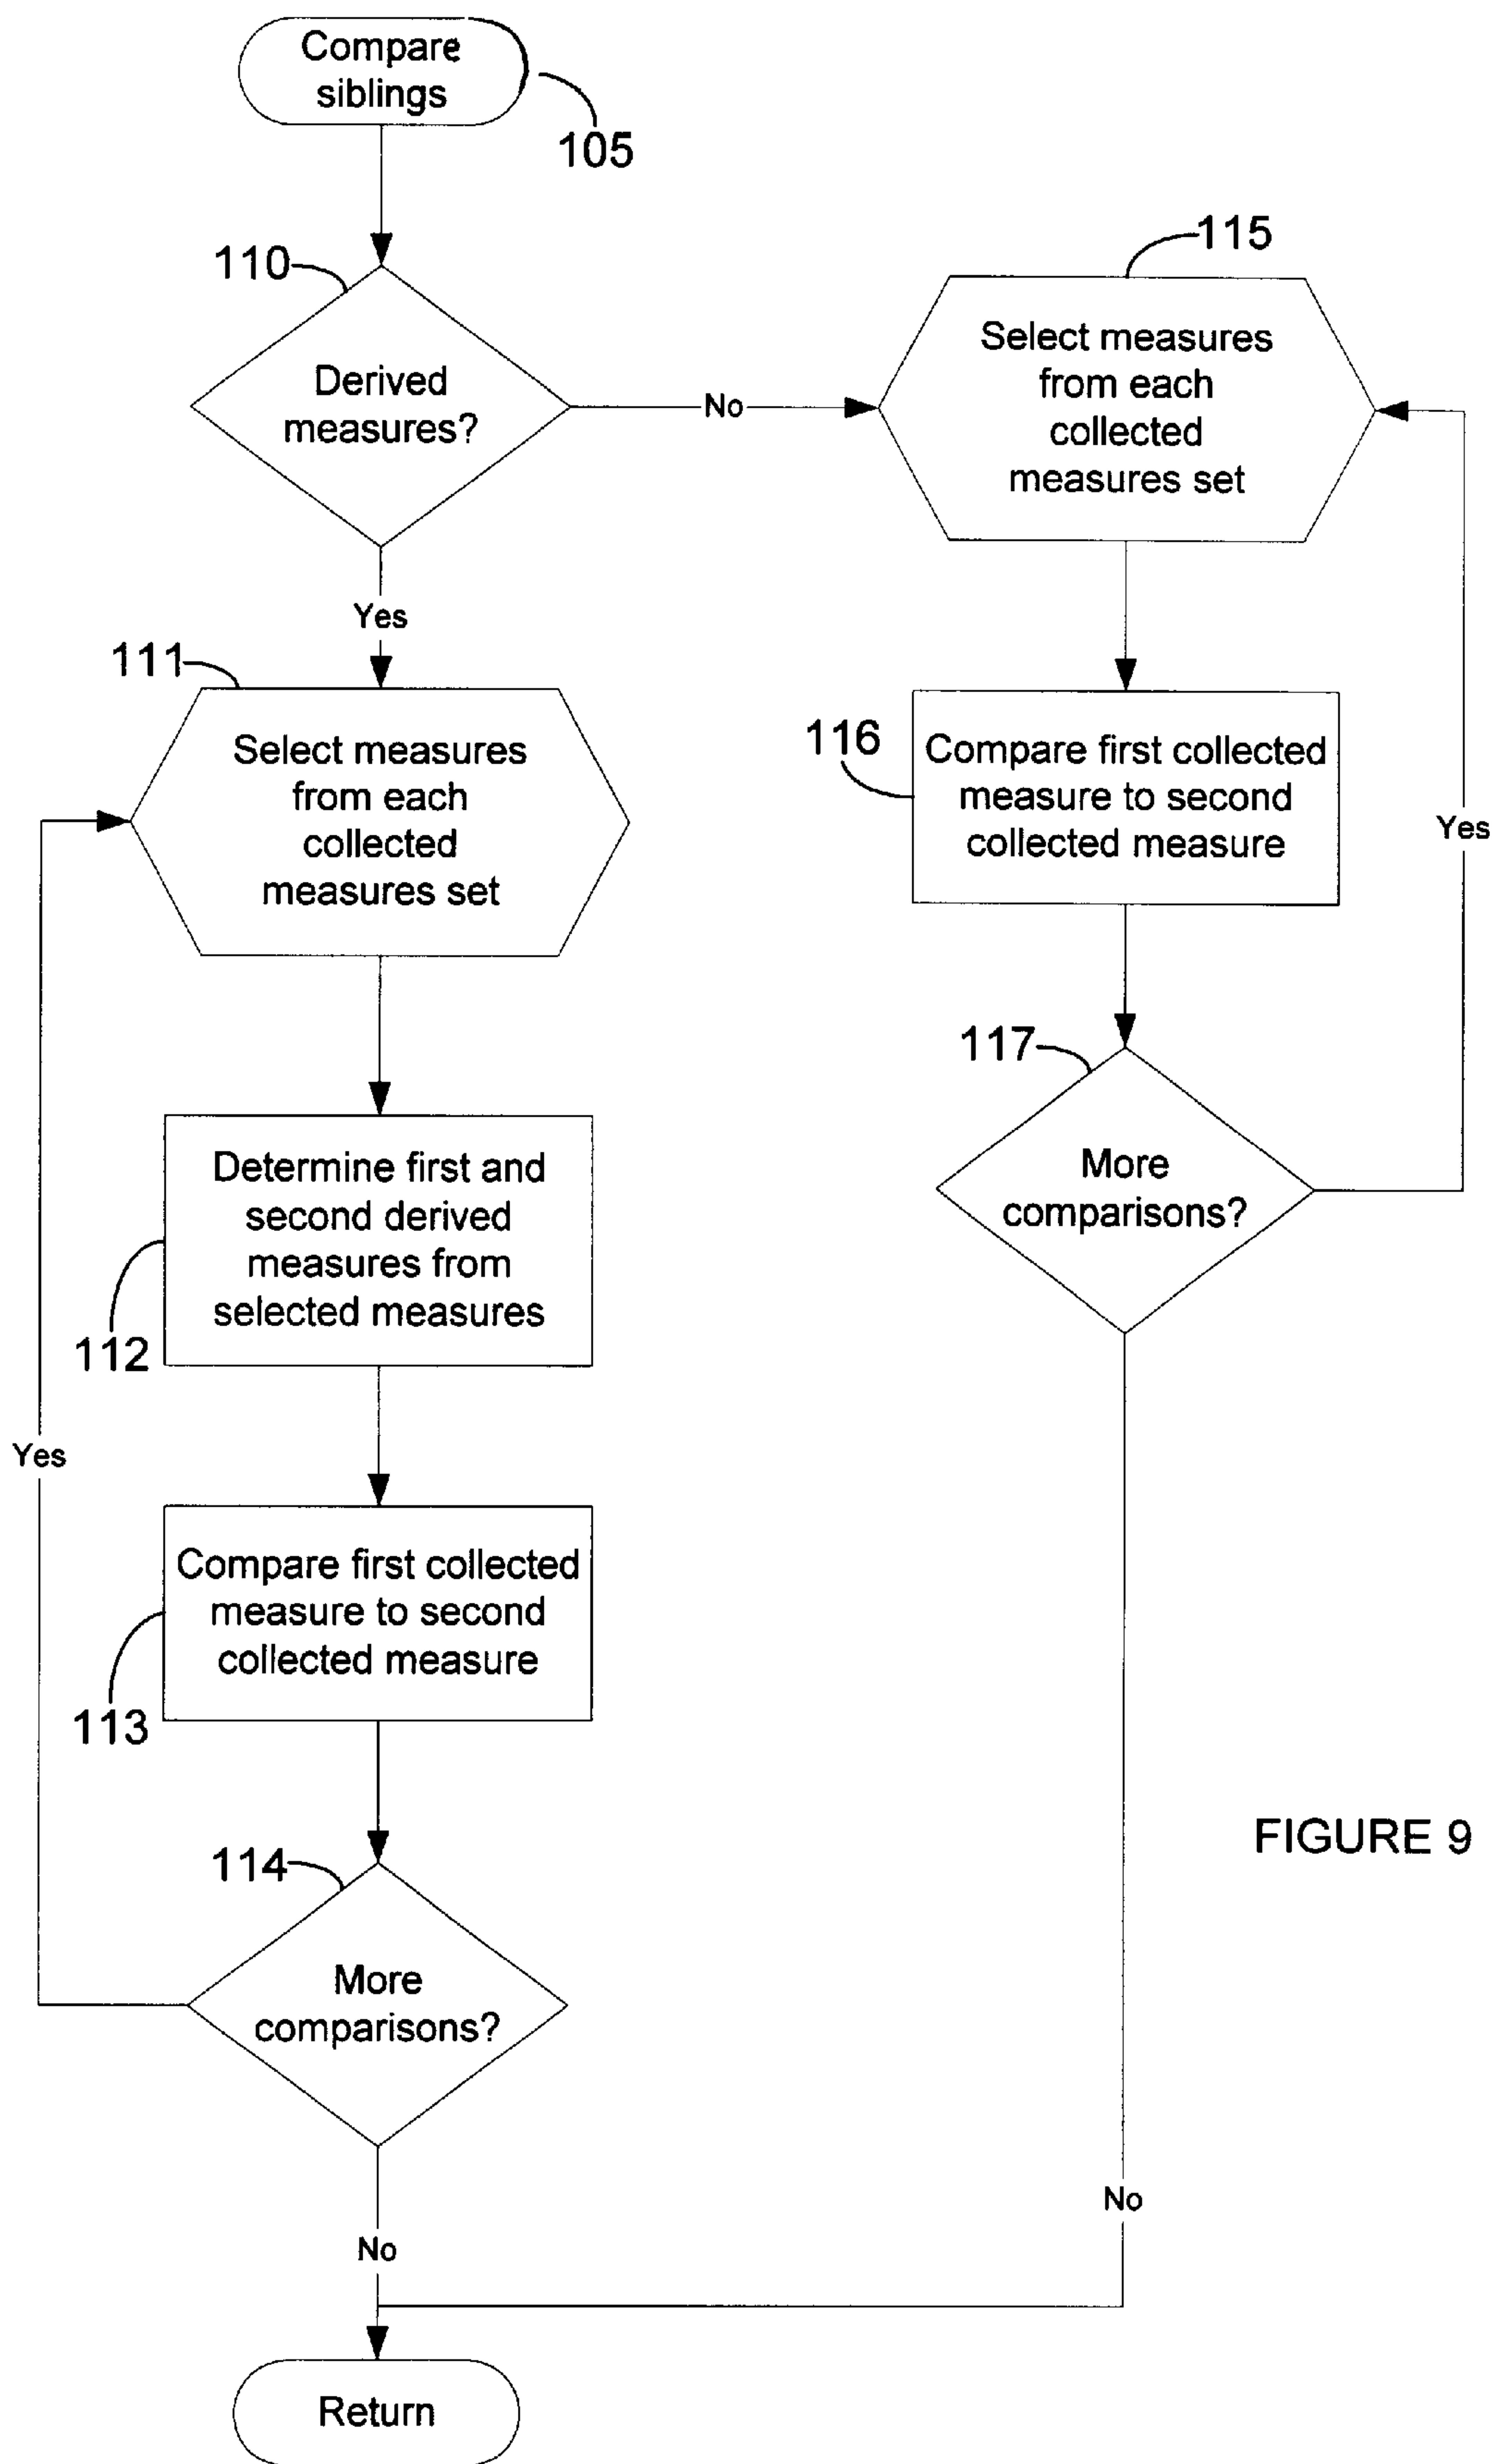 Compare
siblings
105
110
Derived
measures?
No
Yes
111
Select measures
from each
collected
measures set
112
Determine first and
second derived
measures from
selected measures
113
Compare first collected
measure to second
collected measure
114
More
comparisons?
Yes
No
115
Select measures
from each
collected
measures set
116
Compare first collected
measure to second
collected measure
117
More
comparisons?
Yes
No
Return
FIGURE 9